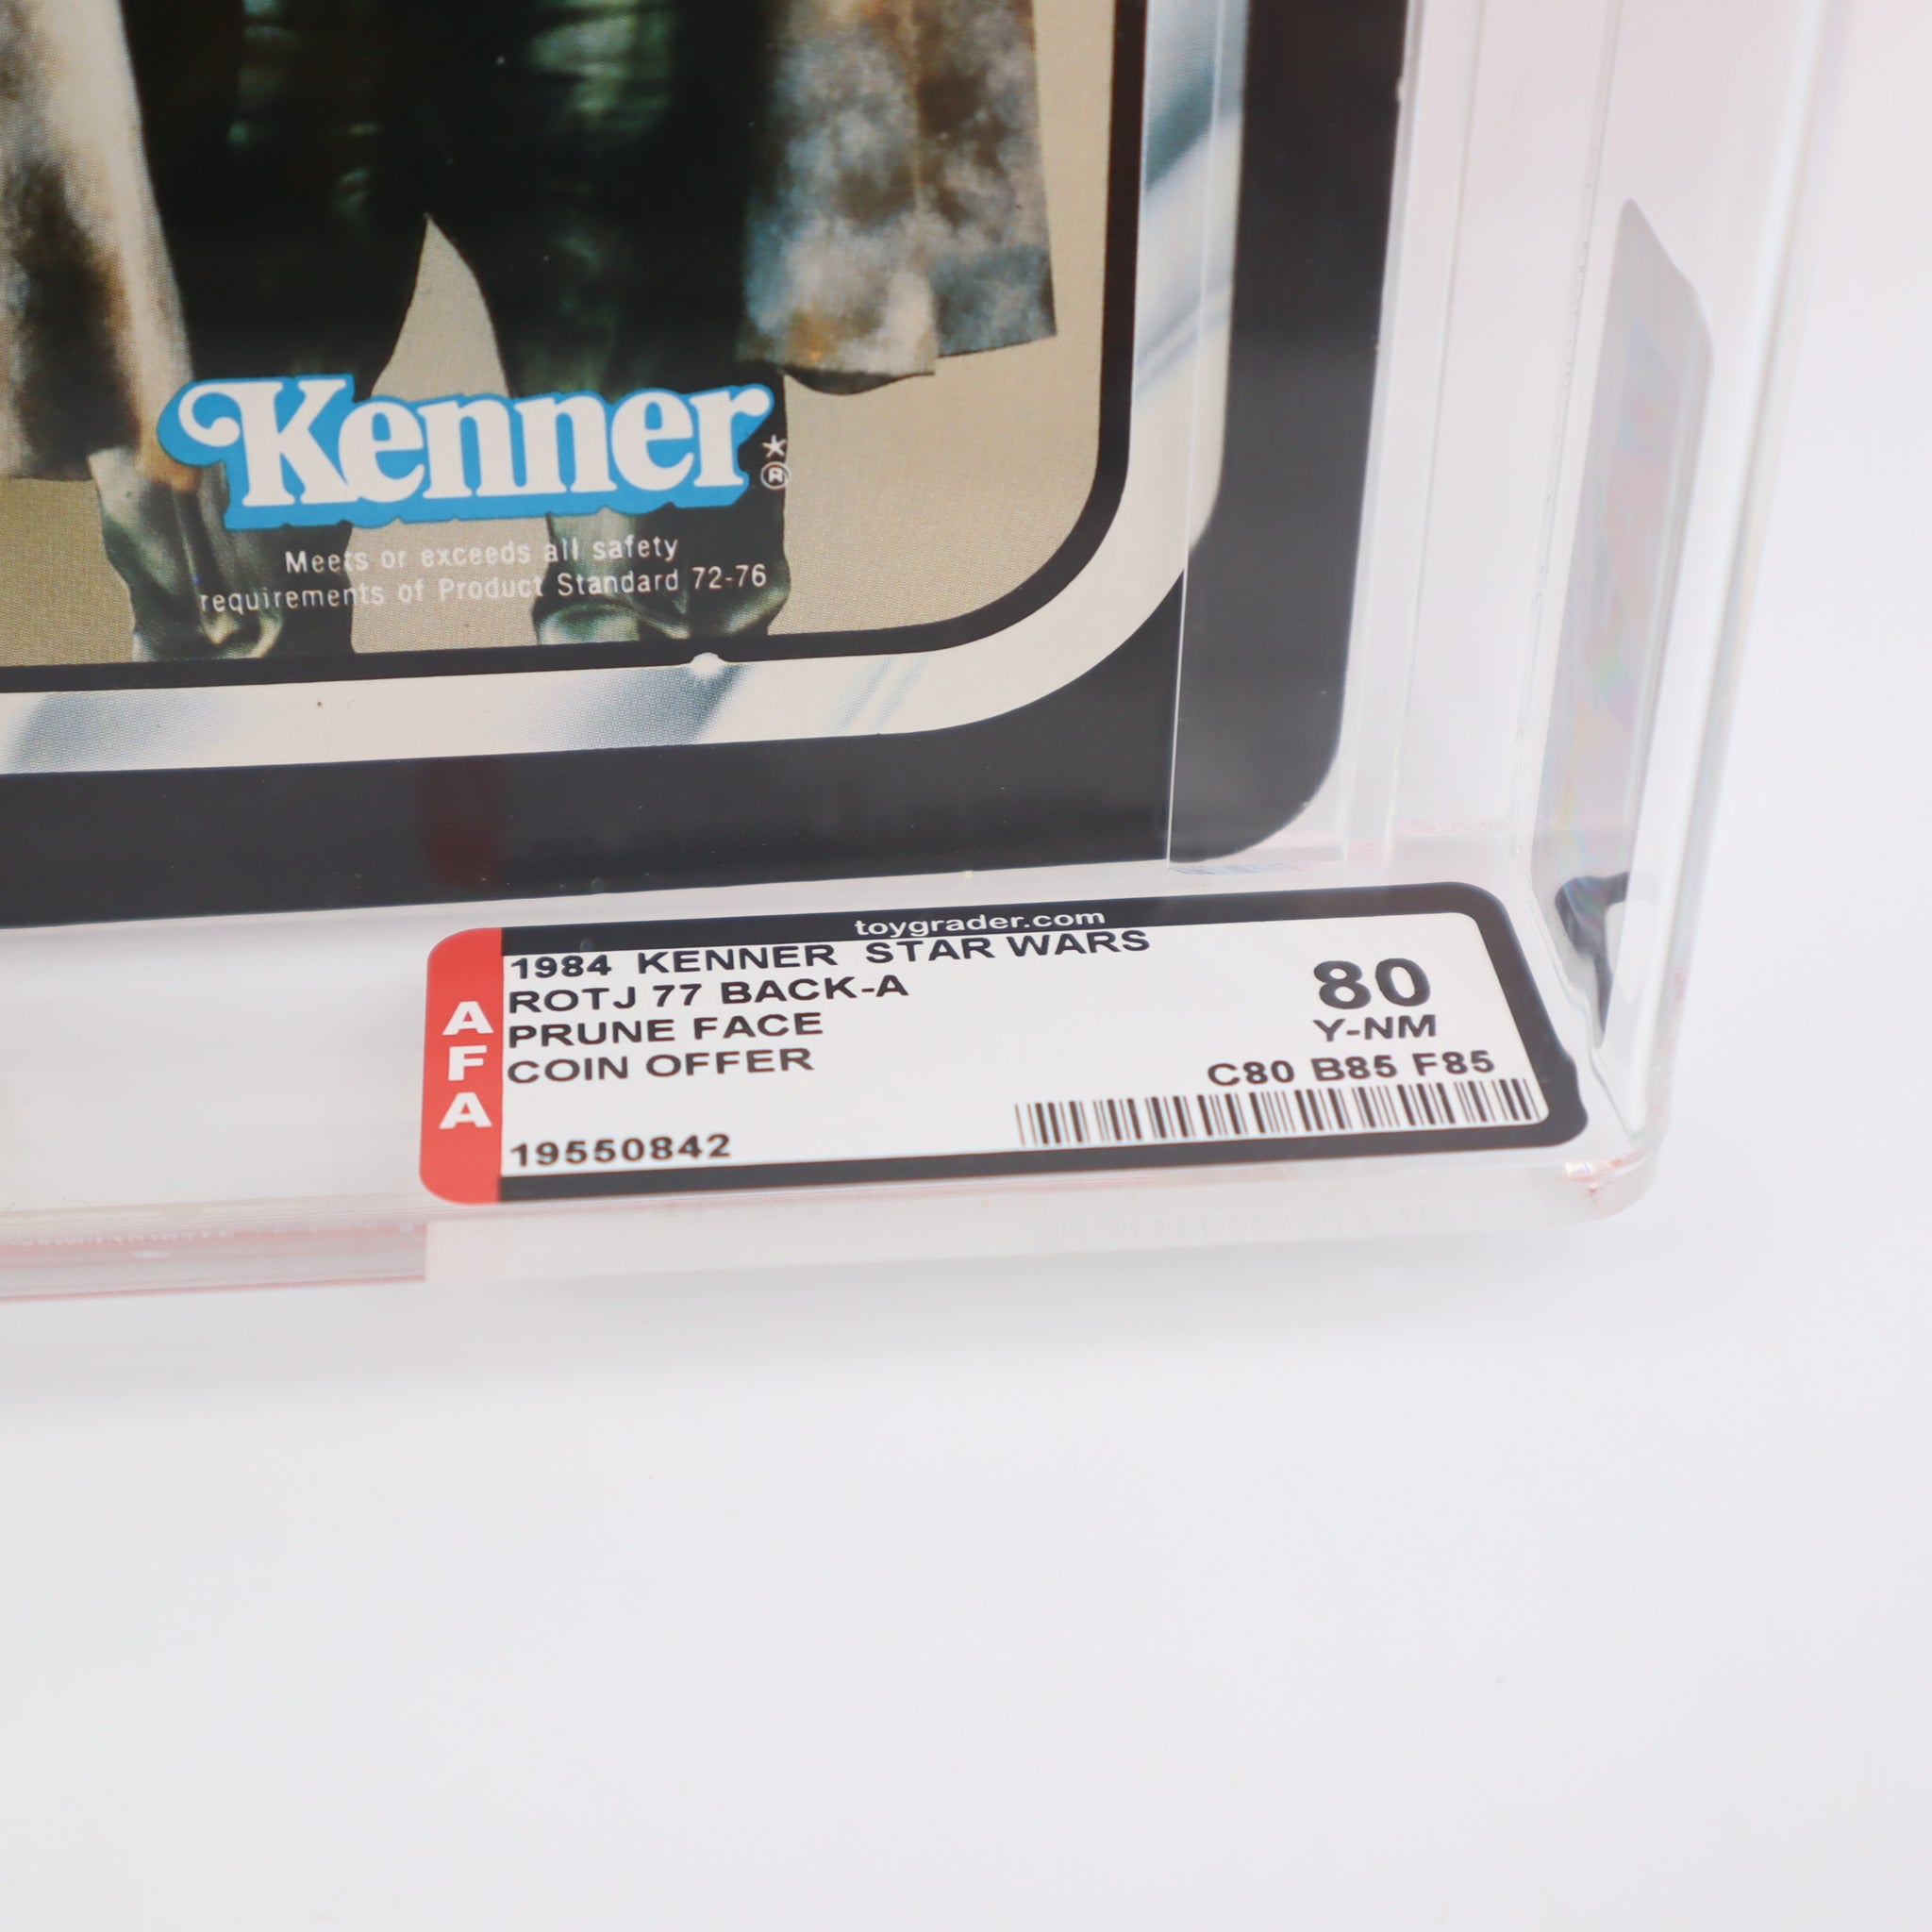 Kenner*®
Meets or exceeds all safety
requirements of Product Standard 72-76
toygrader.com
AFA
1984 KENNER STAR WARS
ROTJ 77 BACK-A
PRUNE FACE
COIN OFFER
19550842
80
Y-NM
C80 B85 F85